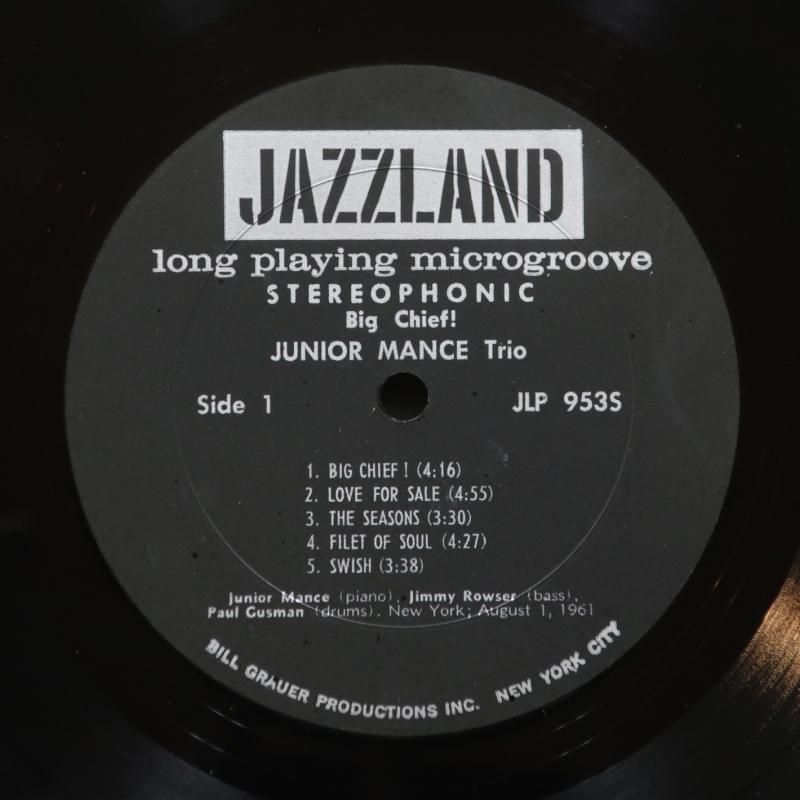 JAZZLAND
long playing microgroove
STEREOPHONIC
Big Chief!
JUNIOR MANCE Trio
Side 1
JLP 953S
1. BIG CHIEF! (4:16)
2. LOVE FOR SALE (4:55)
3. THE SEASONS (3:30)
4. FILET OF SOUL (4:27)
5. SWISH (3:38)
Junior Mance (piano), Jimmy Rowser (bass),
Paul Gusman (drums). New York; August 1, 1961
BILL GRAUER PRODUCTIONS INC. NEW YORK CITY